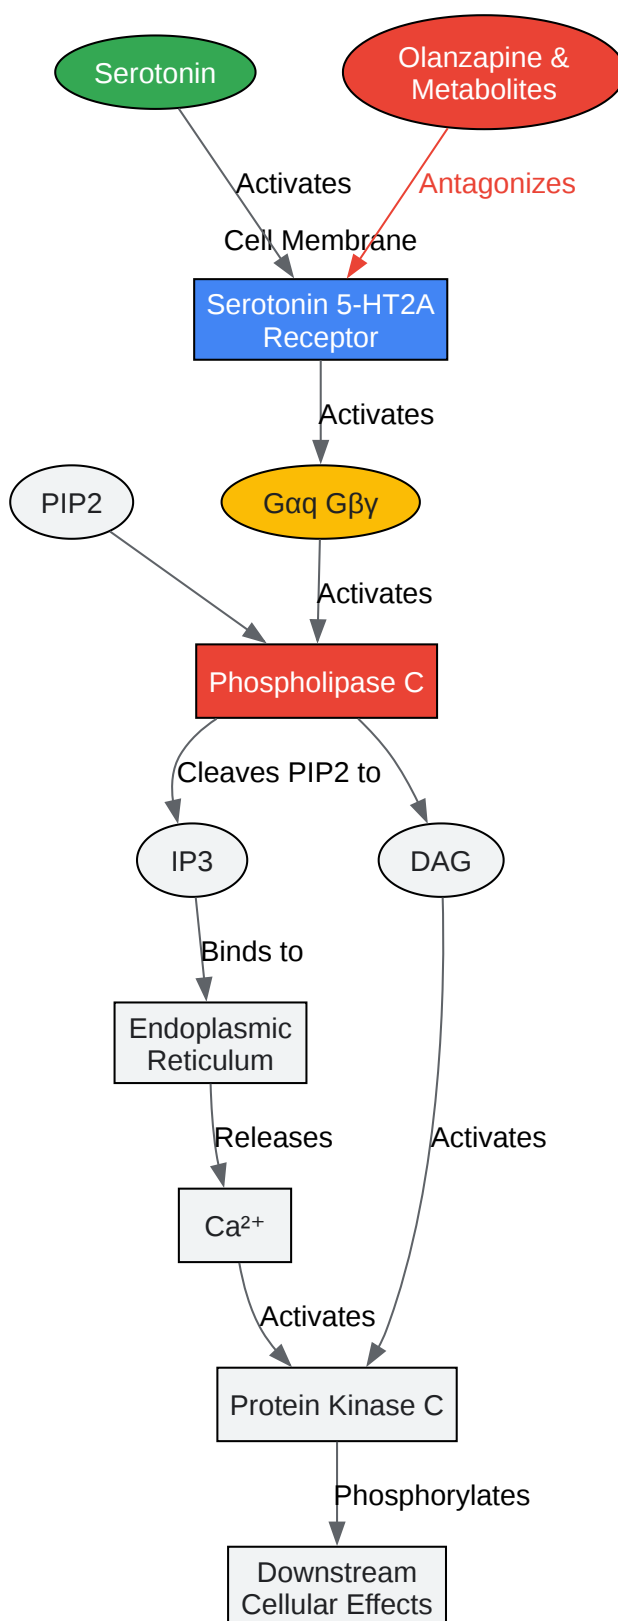 Serotonin
Olanzapine &
Metabolites
Activates
Antagonizes
Cell Membrane
Serotonin 5-HT2A
Receptor
Activates
PIP2
Gαq Gβγ
Activates
Phospholipase C
Cleaves PIP2 to
IP3
DAG
Binds to
Endoplasmic
Reticulum
Releases
Activates
Ca²⁺
Activates
Protein Kinase C
Phosphorylates
Downstream
Cellular Effects